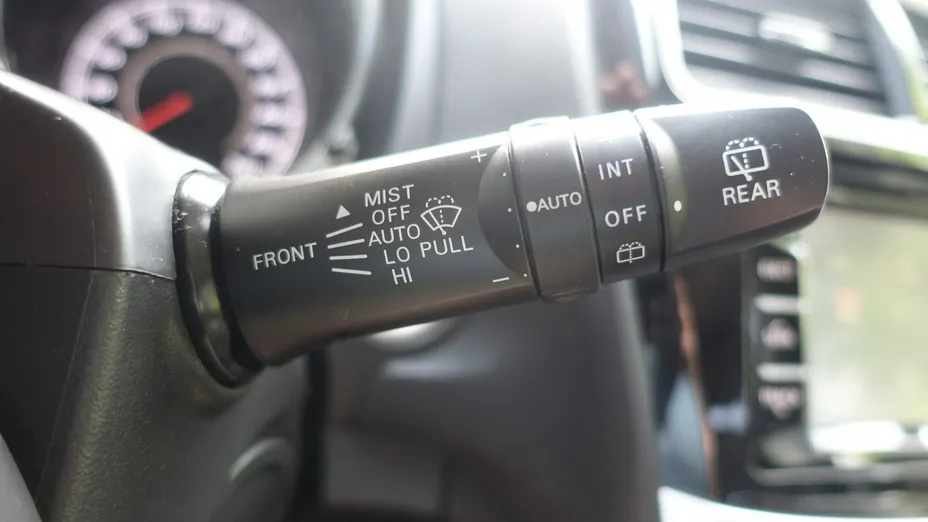 FRONT
MIST
OFF
AUTO
LO PULL
HI
+
−
AUTO
INT
OFF
REAR